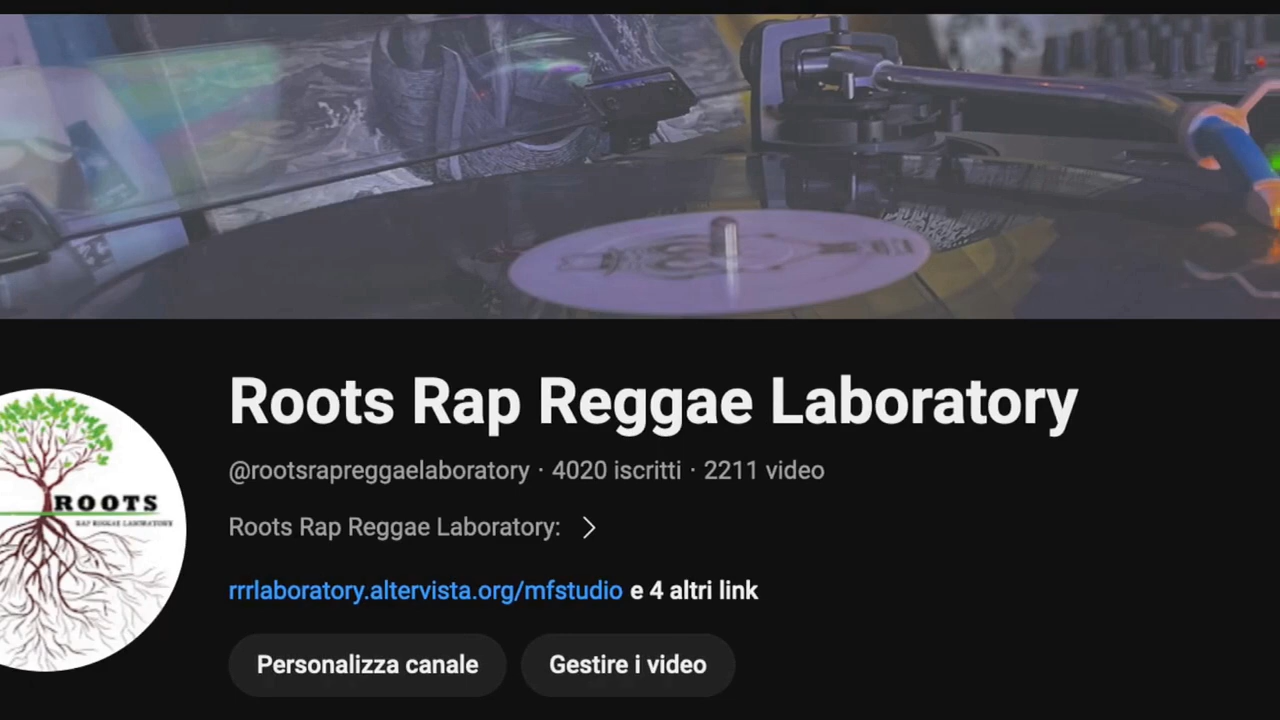 Roots Rap Reggae Laboratory
@rootsrapreggaelaboratory · 4020 iscritti · 2211 video
ROOTS
RAP REGGAE LABORATORY
Roots Rap Reggae Laboratory:
rrrlaboratory.altervista.org/mfstudio e 4 altri link
Personalizza canale
Gestire i video